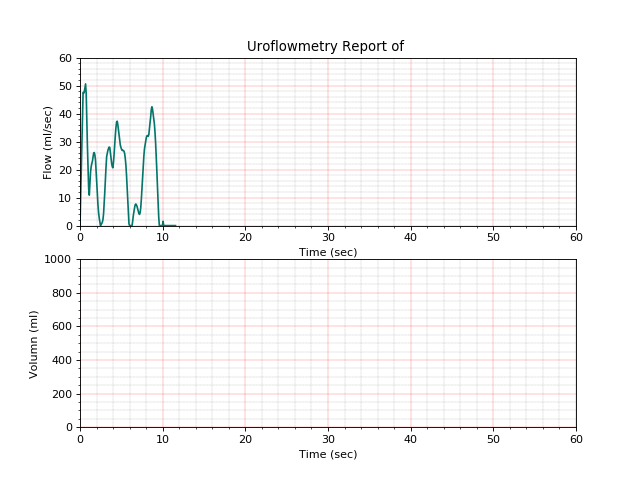 Uroflowmetry Report of
60
50
40
30
20
10
0
Flow (ml/sec)
0 10 20 30 40 50 60
Time (sec)
1000
800
600
400
200
0
Volumn (ml)
0 10 20 30 40 50 60
Time (sec)